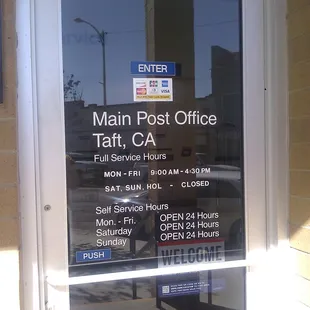 ENTER
VISA
Main Post Office
Taft, CA
Full Service Hours
MON - FRI 9:00 AM - 4:30 PM
SAT, SUN, HOL - CLOSED
Self Service Hours
Mon. - Fri. OPEN 24 Hours
Saturday OPEN 24 Hours
Sunday OPEN 24 Hours
PUSH
WELCOME